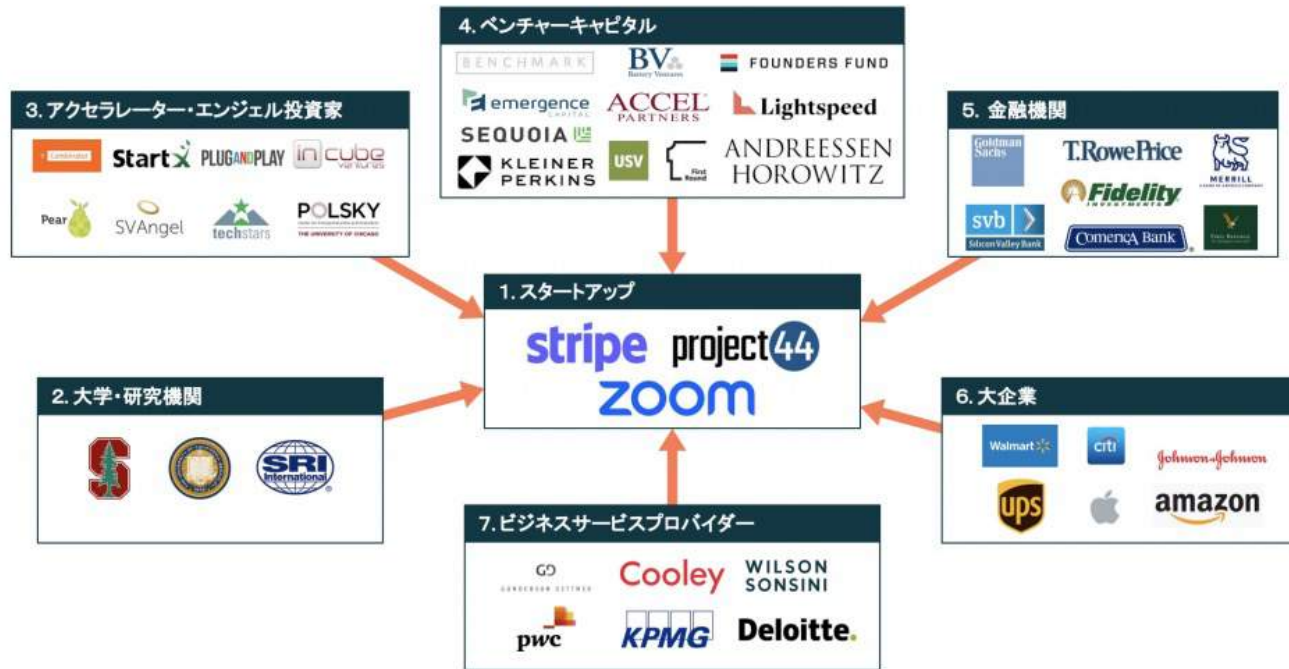 4. ベンチャーキャピタル
BENCHMARK
BV
Battery Ventures
FOUNDERS FUND
emergence
CAPITAL
ACCEL
PARTNERS
Lightspeed
SEQUOIA
KLEINER
PERKINS
USV
First
Round
ANDREESSEN
HOROWITZ
3. アクセラレーター・エンジェル投資家
StartX
PLUGANDPLAY
incube
ventures
Pear
SVAngel
techstars
POLSKY
THE UNIVERSITY OF CHICAGO
5. 金融機関
Goldman
Sachs
T.RowePrice
MERRILL
Fidelity
INVESTMENTS
svb
Silicon Valley Bank
ComericA Bank
1. スタートアップ
stripe
project44
zoom
2. 大学・研究機関
S
SRI
International
6. 大企業
Walmart
citi
Johnson & Johnson
ups
amazon
7. ビジネスサービスプロバイダー
GD
GUNDERSON DETTMER
Cooley
WILSON
SONSINI
pwc
KPMG
Deloitte.